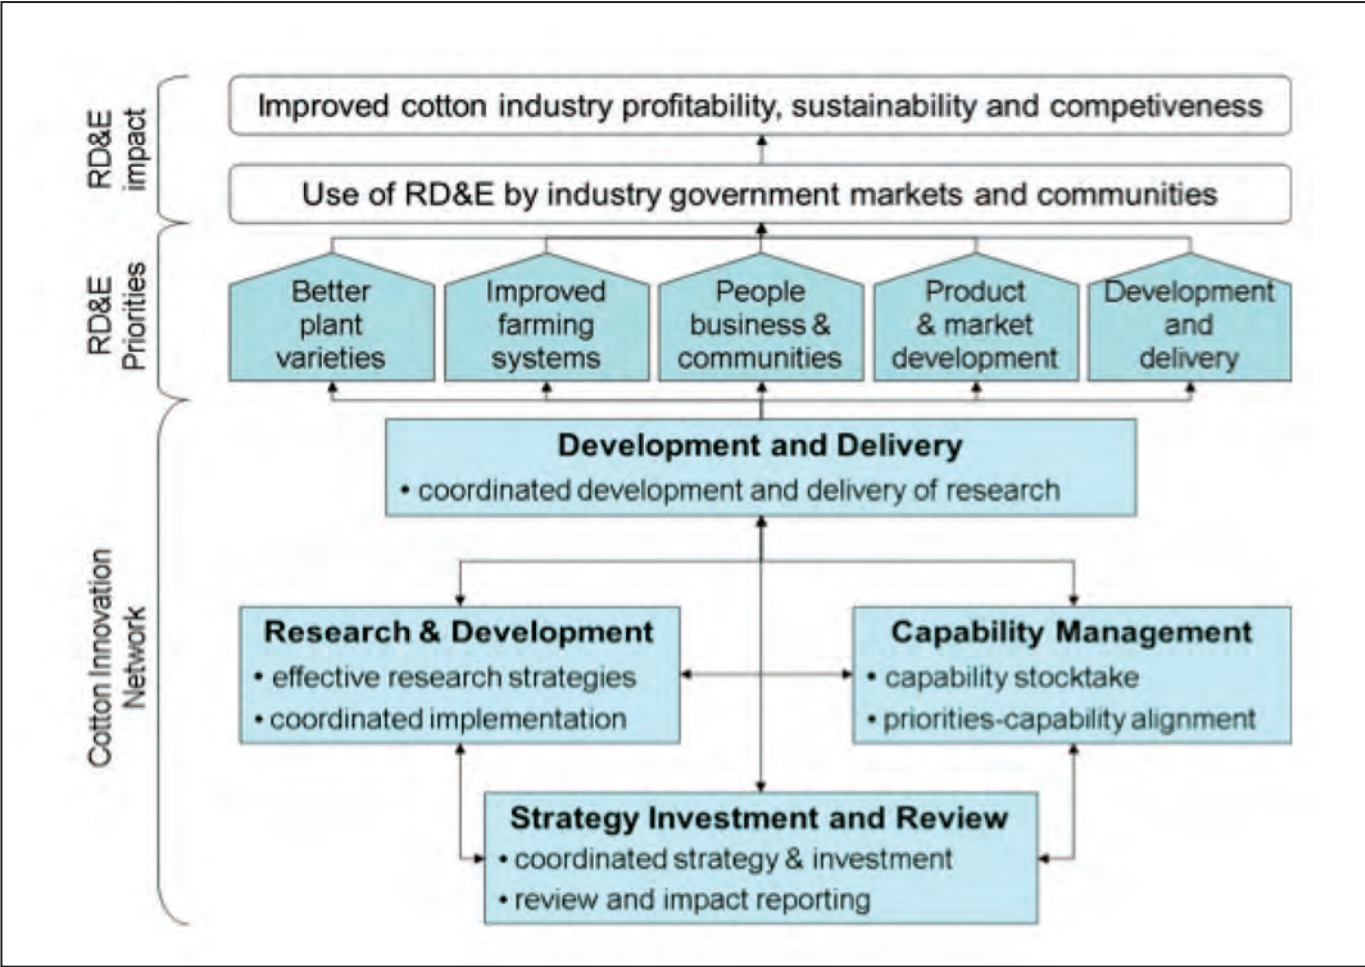 RD&E
impact
Improved cotton industry profitability, sustainability and competiveness
Use of RD&E by industry government markets and communities
RD&E
Priorities
Better
plant
varieties
Improved
farming
systems
People
business &
communities
Product
& market
development
Development
and
delivery
Cotton Innovation
Network
Development and Delivery
• coordinated development and delivery of research
Research & Development
• effective research strategies
• coordinated implementation
Capability Management
• capability stocktake
• priorities-capability alignment
Strategy Investment and Review
• coordinated strategy & investment
• review and impact reporting